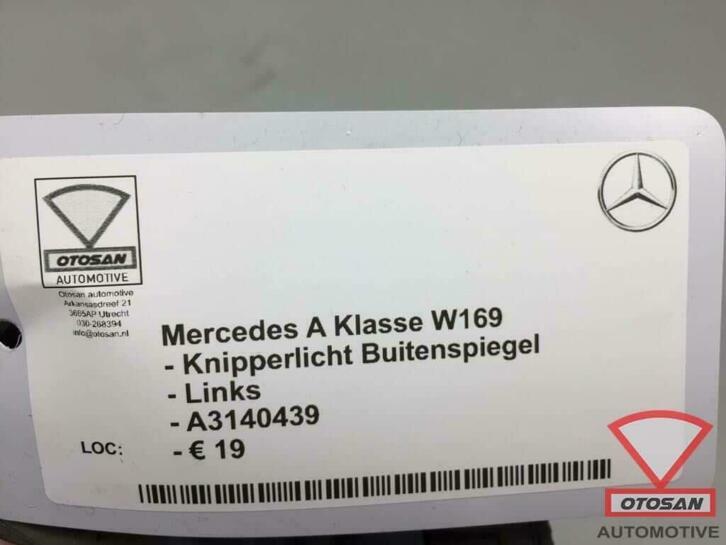 OTOSAN
AUTOMOTIVE
Otosan automotive
Arkansasdreef 21
3565AP Utrecht
030-268394
info@otosan.nl
Mercedes A Klasse W169
- Knipperlicht Buitenspiegel
- Links
- A3140439
LOC:
- € 19
OTOSAN
AUTOMOTIVE